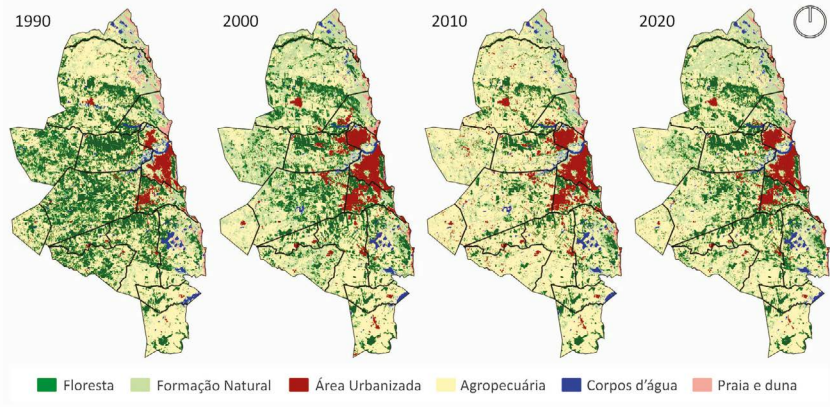 1990
2000
2010
2020
Floresta
Formação Natural
Área Urbanizada
Agropecuária
Corpos d'água
Praia e duna